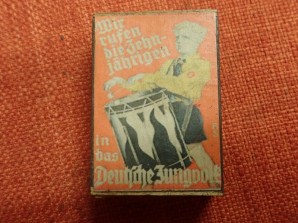 Wir
rufen
die Zehn-
jährigen
in
das
Deutsche Jungvolk